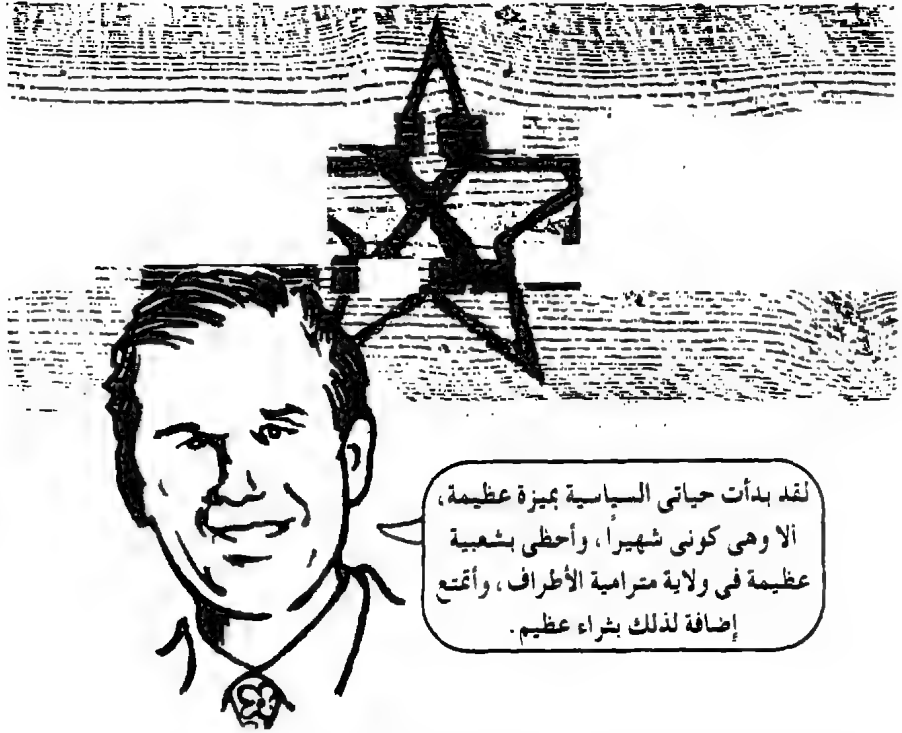 لقد بدأت حياتى السياسية بميزة عظيمة،
ألا وهى كونى شهيراً، وأحظى بشعبية
عظيمة فى ولاية مترامية الأطراف، وأتمتع
إضافة لذلك بثراء عظيم.